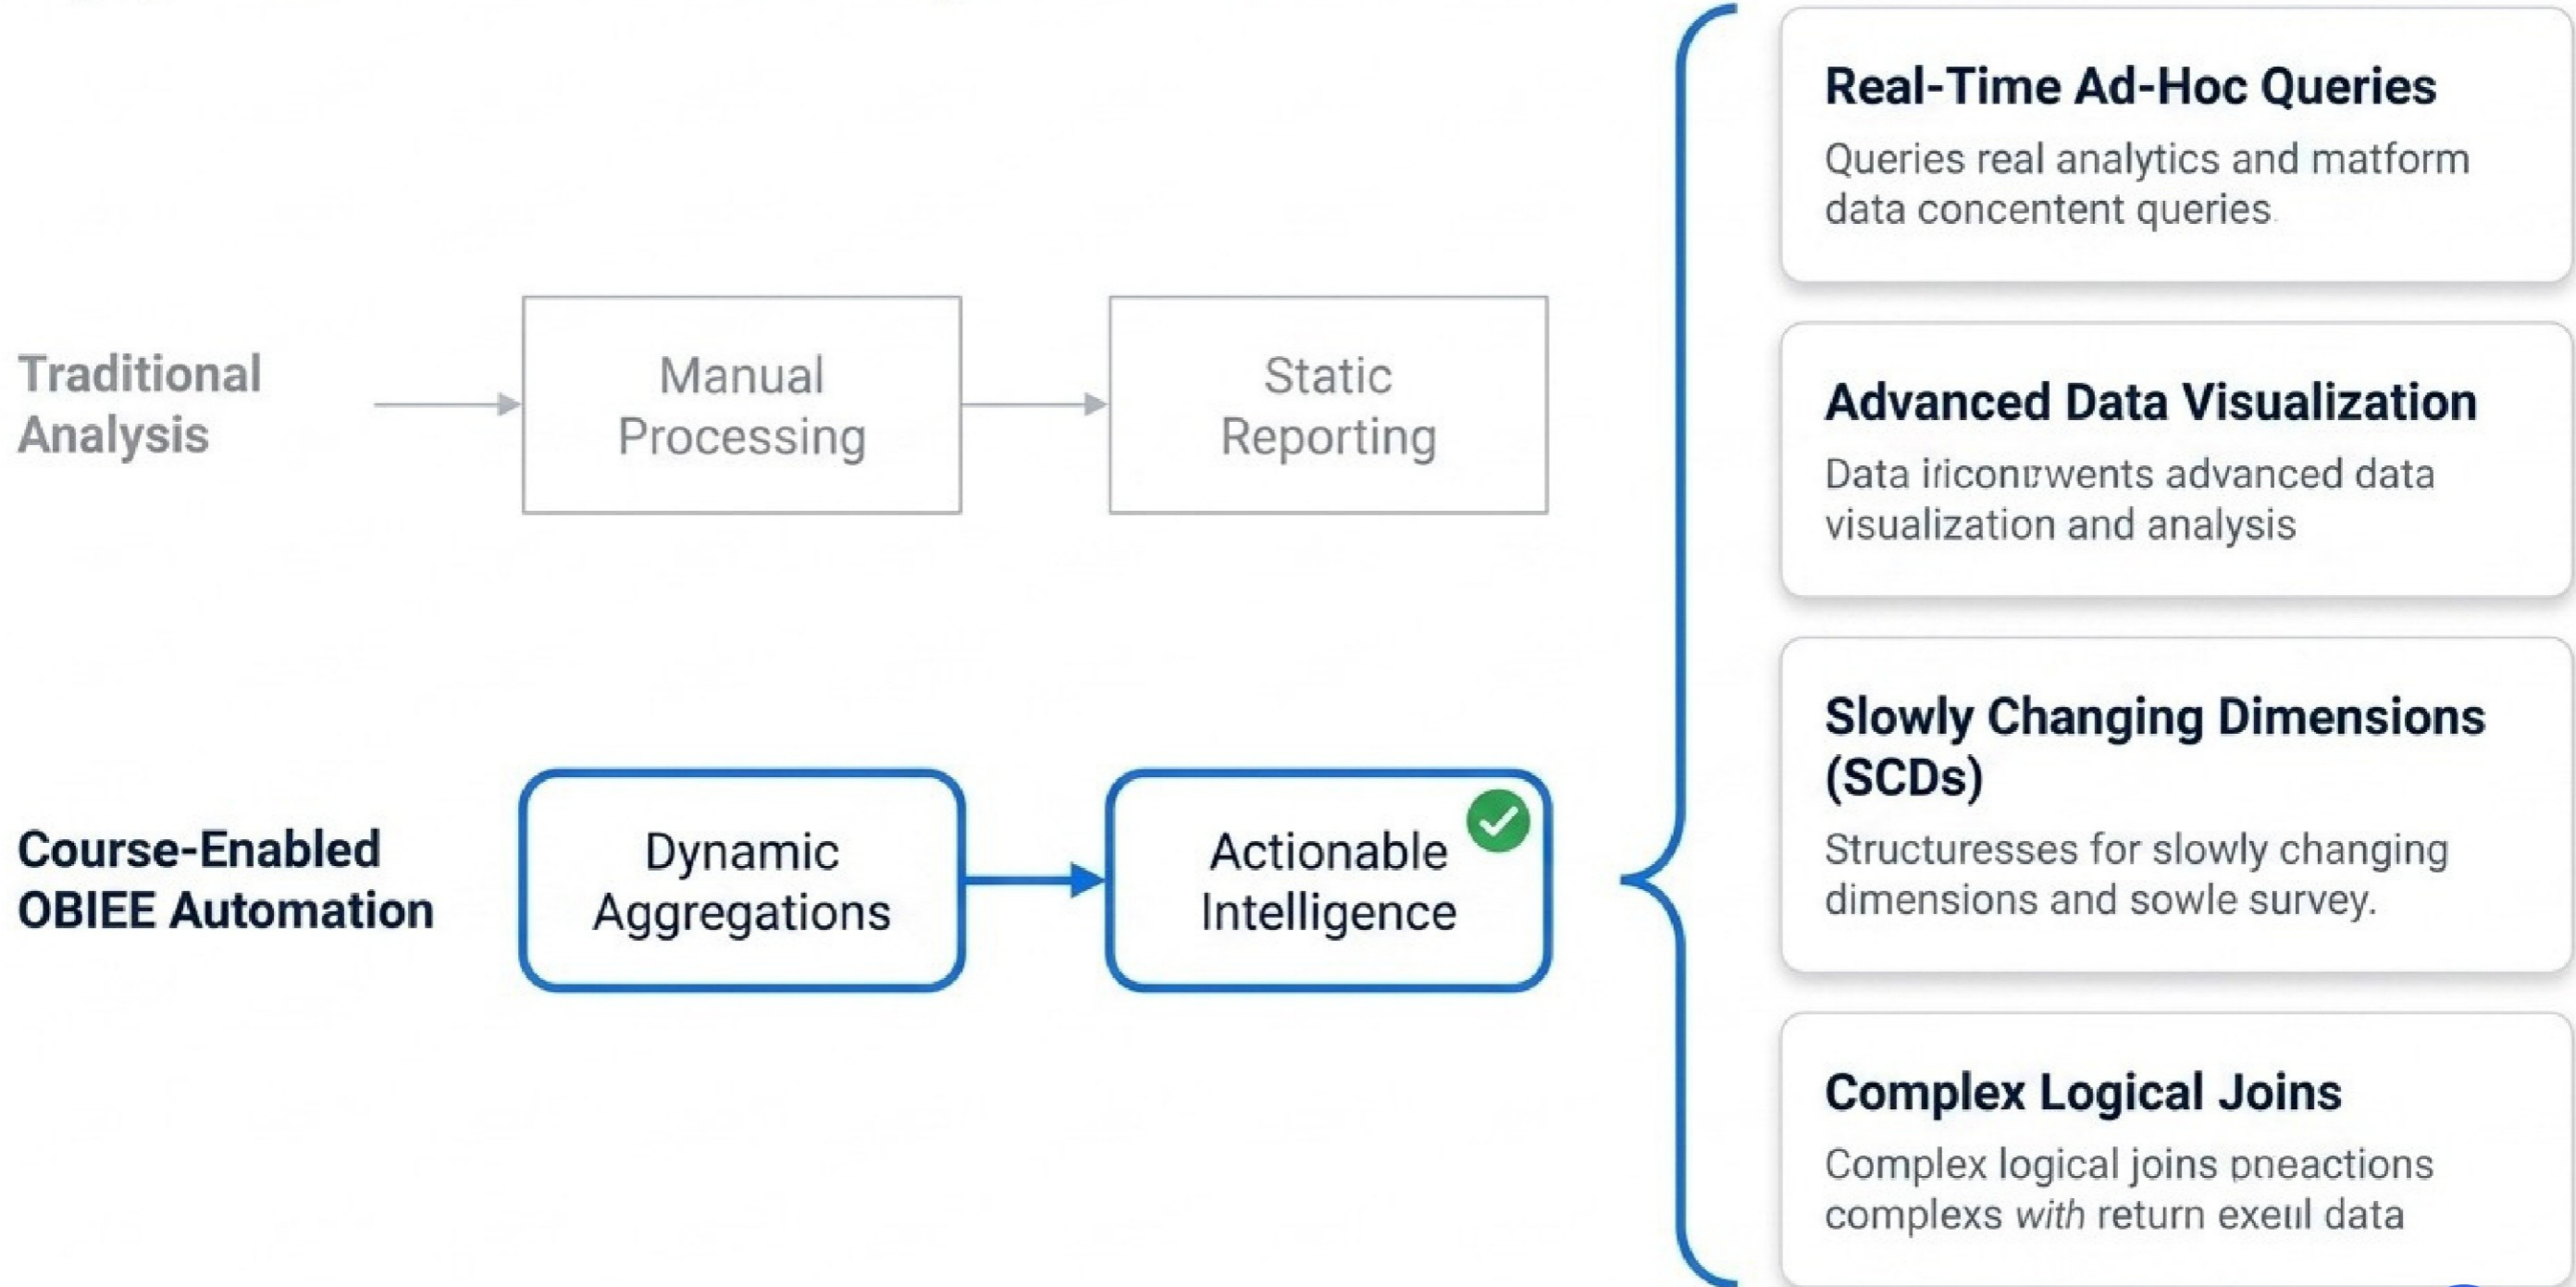 Traditional
Analysis
Manual
Processing
Static
Reporting
Course-Enabled
OBIEE Automation
Dynamic
Aggregations
Actionable
Intelligence
Real-Time Ad-Hoc Queries
Queries real analytics and matform
data concentent queries.
Advanced Data Visualization
Data advanced data
visualization and analysis
Slowly Changing Dimensions
(SCDs)
Structuresses for slowly changing
dimensions and sowle survey.
Complex Logical Joins
Complex logical joins pneactions
complexs with return data